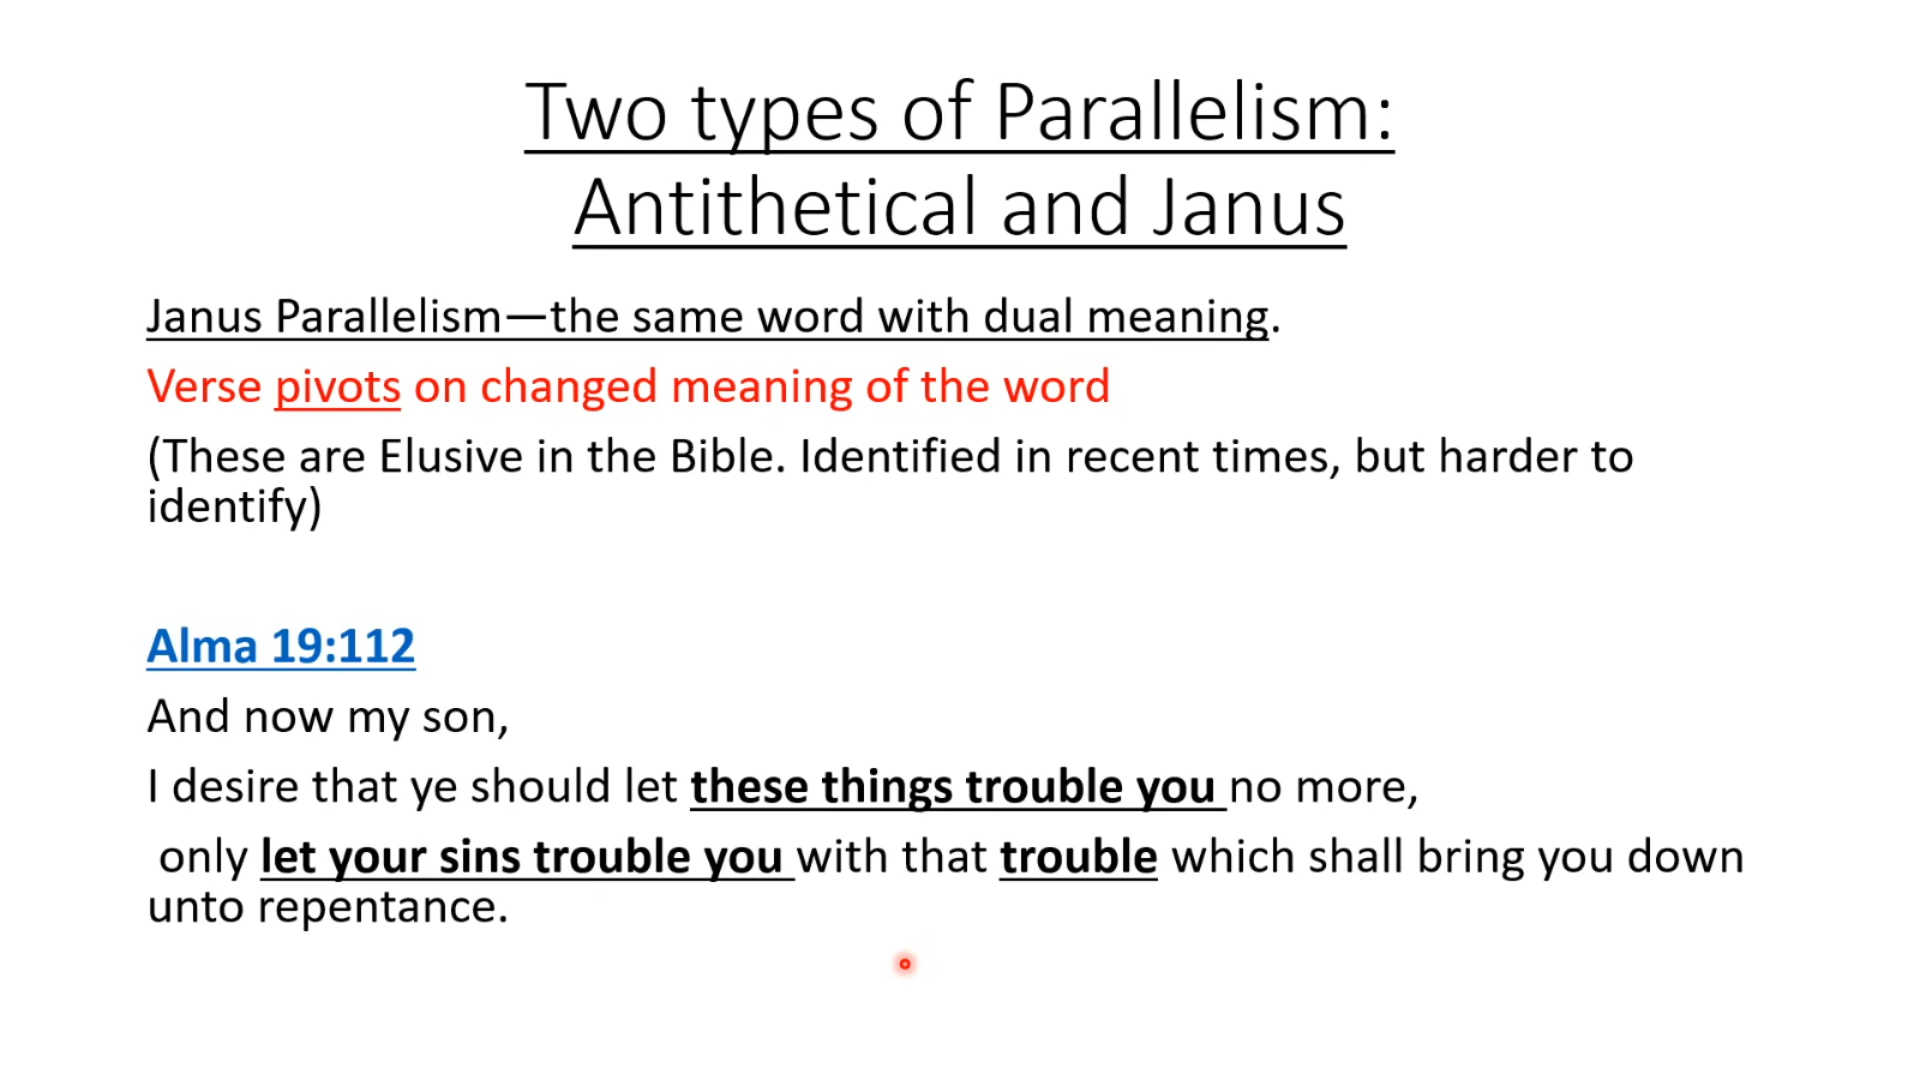 Two types of Parallelism:
Antithetical and Janus
Janus Parallelism—the same word with dual meaning.
Verse pivots on changed meaning of the word
(These are Elusive in the Bible. Identified in recent times, but harder to
identify)
Alma 19:112
And now my son,
I desire that ye should let these things trouble you no more,
only let your sins trouble you with that trouble which shall bring you down
unto repentance.